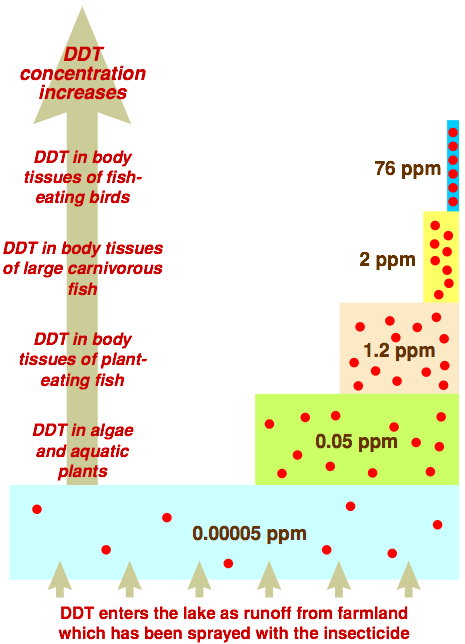 DDT
concentration
increases
DDT in body
tissues of fish-
eating birds
76 ppm
DDT in body tissues
of large carnivorous
fish
2 ppm
DDT in body
tissues of plant-
eating fish
1.2 ppm
DDT in algae
and aquatic
plants
0.05 ppm
0.00005 ppm
DDT enters the lake as runoff from farmland
which has been sprayed with the insecticide